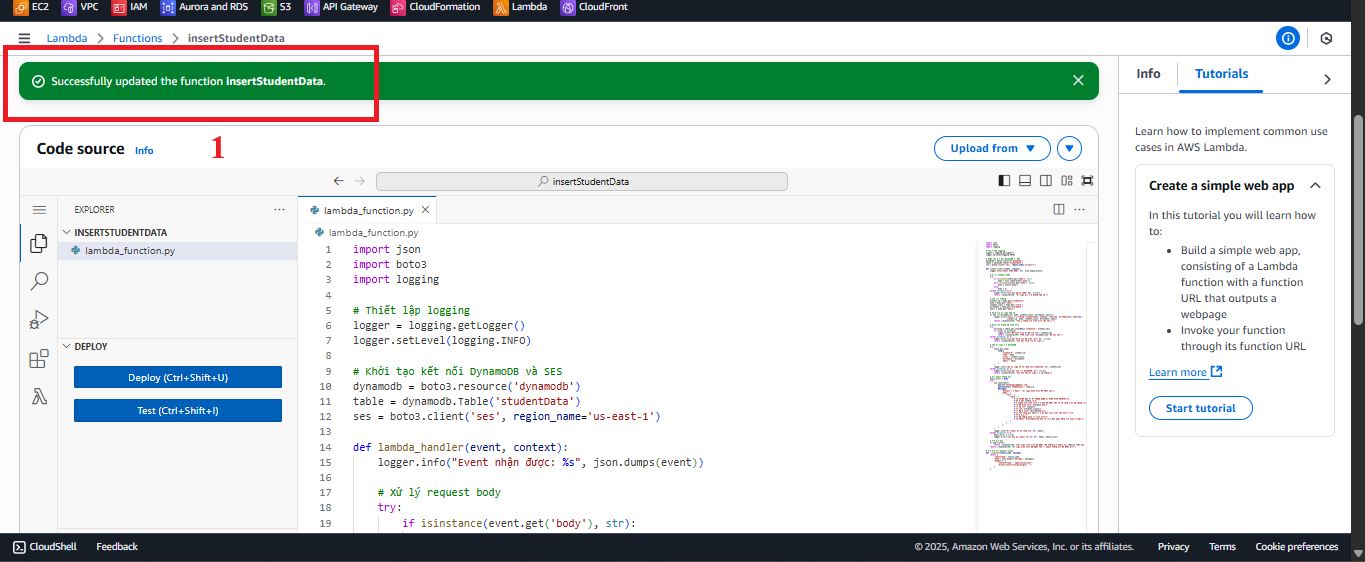 EC2 VPC IAM Aurora and RDS S3 API Gateway CloudFormation Lambda CloudFront
Lambda > Functions > insertStudentData
Successfully updated the function insertStudentData.
1
Code source Info
Upload from
insertStudentData
EXPLORER
INSERTSTUDENTDATA
lambda_function.py
DEPLOY
Deploy (Ctrl+Shift+U)
Test (Ctrl+Shift+I)
lambda_function.py
lambda_function.py
1 import json
2 import boto3
3 import logging
4
5 # Thiết lập logging
6 logger = logging.getLogger()
7 logger.setLevel(logging.INFO)
8
9 # Khởi tạo kết nối DynamoDB và SES
10 dynamodb = boto3.resource('dynamodb')
11 table = dynamodb.Table('studentData')
12 ses = boto3.client('ses', region_name='us-east-1')
13
14 def lambda_handler(event, context):
15 logger.info("Event nhận được: %s", json.dumps(event))
16
17 # Xử lý request body
18 try:
19 if isinstance(event.get('body'), str):
Info Tutorials
Learn how to implement common use
cases in AWS Lambda.
Create a simple web app
In this tutorial you will learn how
to:
• Build a simple web app,
consisting of a Lambda
function with a function
URL that outputs a
webpage
• Invoke your function
through its function URL
Learn more
Start tutorial
CloudShell Feedback © 2025, Amazon Web Services, Inc. or its affiliates. Privacy Terms Cookie preferences